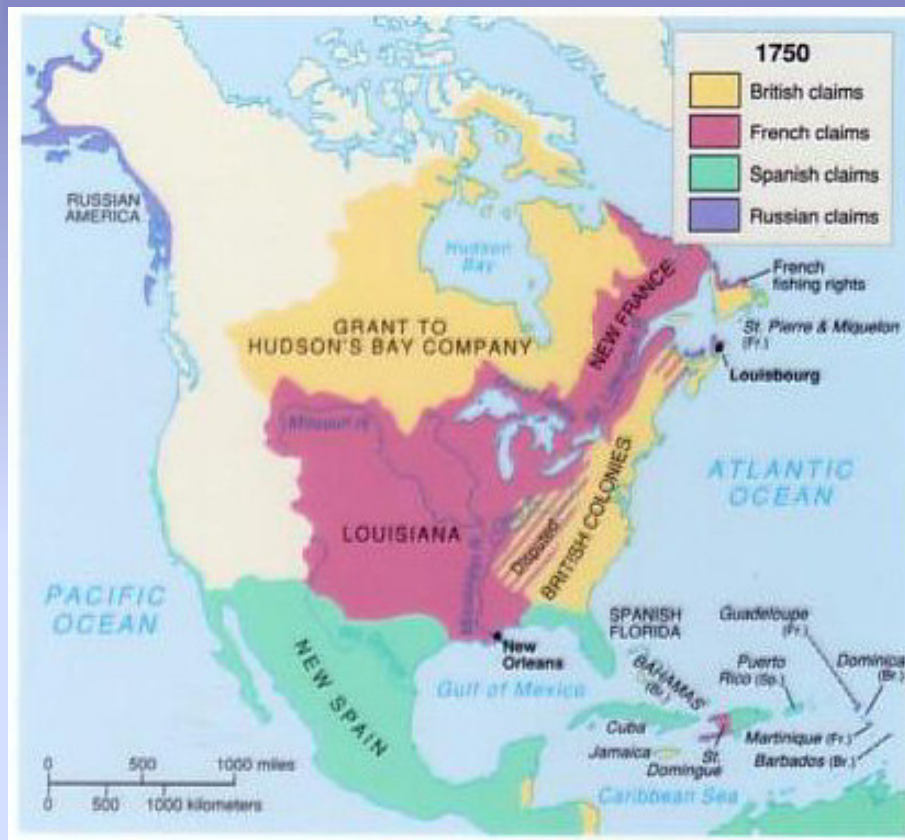 1750
British claims
French claims
Spanish claims
Russian claims
RUSSIAN
AMERICA
Hudson
Bay
French
fishing rights
GRANT TO
HUDSON'S BAY COMPANY
NEW FRANCE
St. Pierre & Miquelon
(Fr.)
Louisbourg
Missouri R.
ATLANTIC
OCEAN
LOUISIANA
Disputed
BRITISH COLONIES
PACIFIC
OCEAN
NEW SPAIN
New
Orleans
Gulf of Mexico
SPANISH
FLORIDA
BAHAMAS
(Br.)
Guadeloupe
(Fr.)
Puerto
Rico (Sp.)
Dominica
(Br.)
Cuba
Jamaica
St.
Domingue
Martinique (Fr.)
Barbados (Br.)
Caribbean Sea
0 500 1000 miles
0 500 1000 kilometers